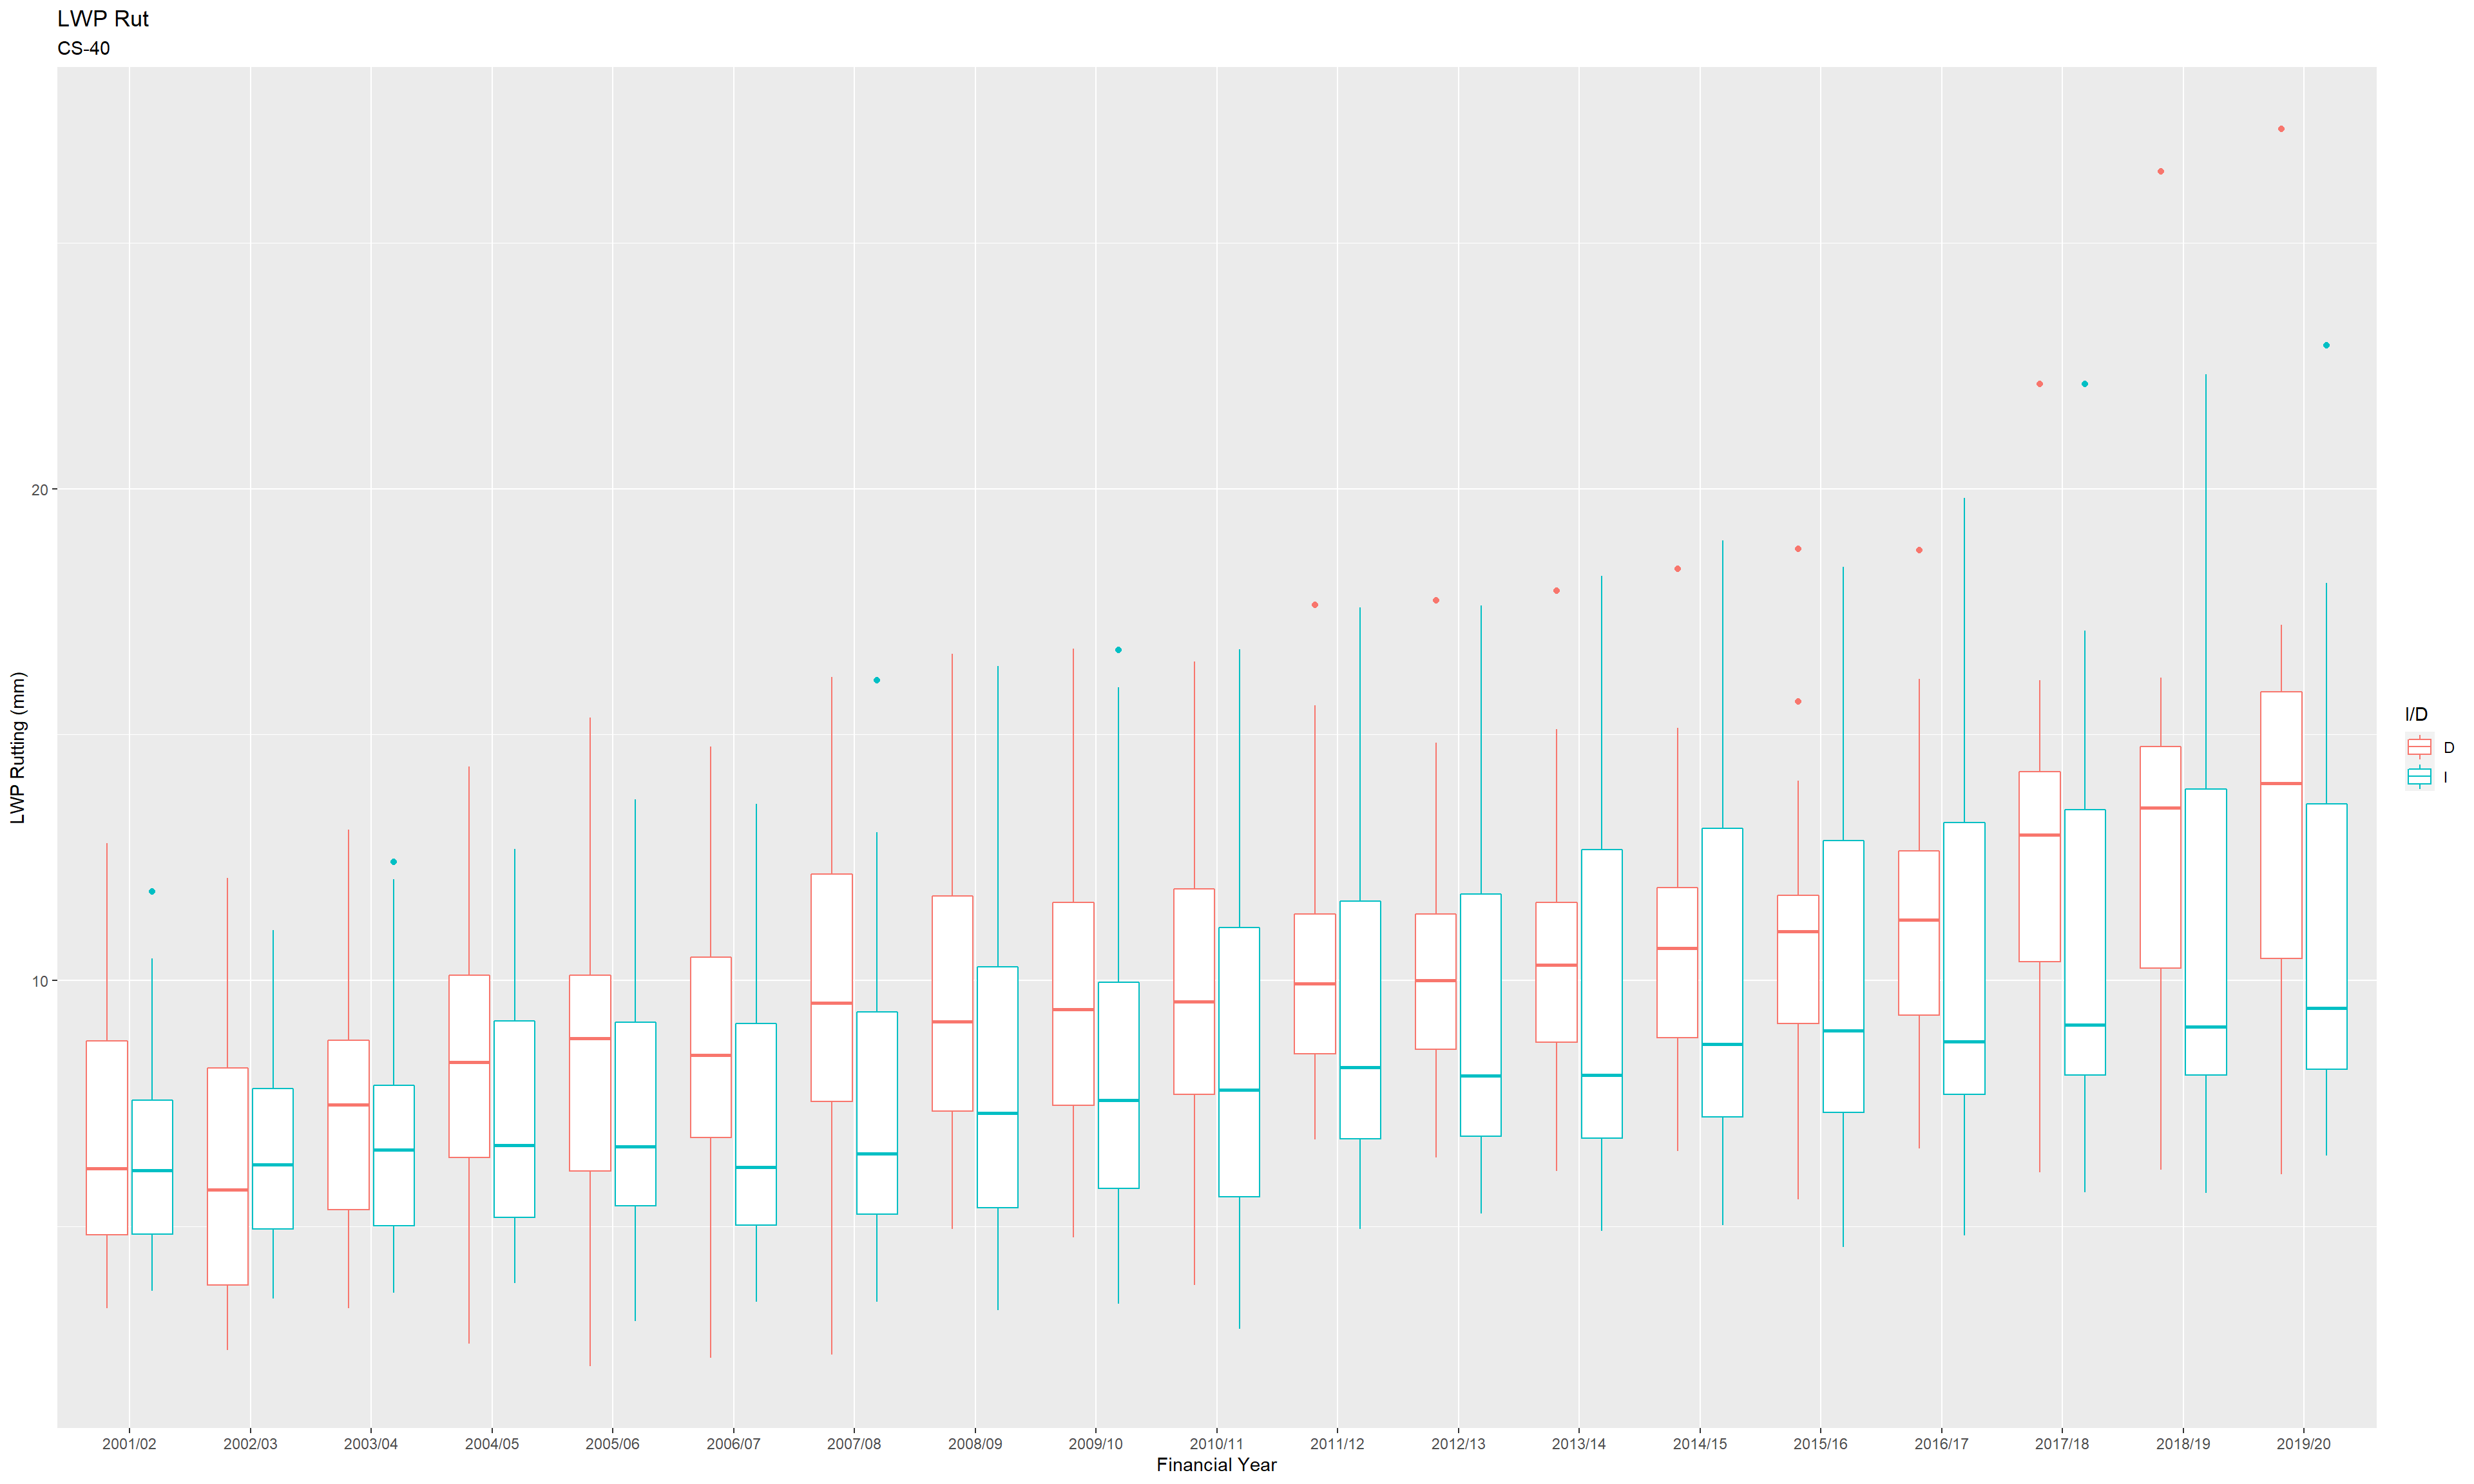 LWP Rut
CS-40
LWP Rutting (mm)
20
10
2001/02 2002/03 2003/04 2004/05 2005/06 2006/07 2007/08 2008/09 2009/10 2010/11 2011/12 2012/13 2013/14 2014/15 2015/16 2016/17 2017/18 2018/19 2019/20
Financial Year
I/D
D
I